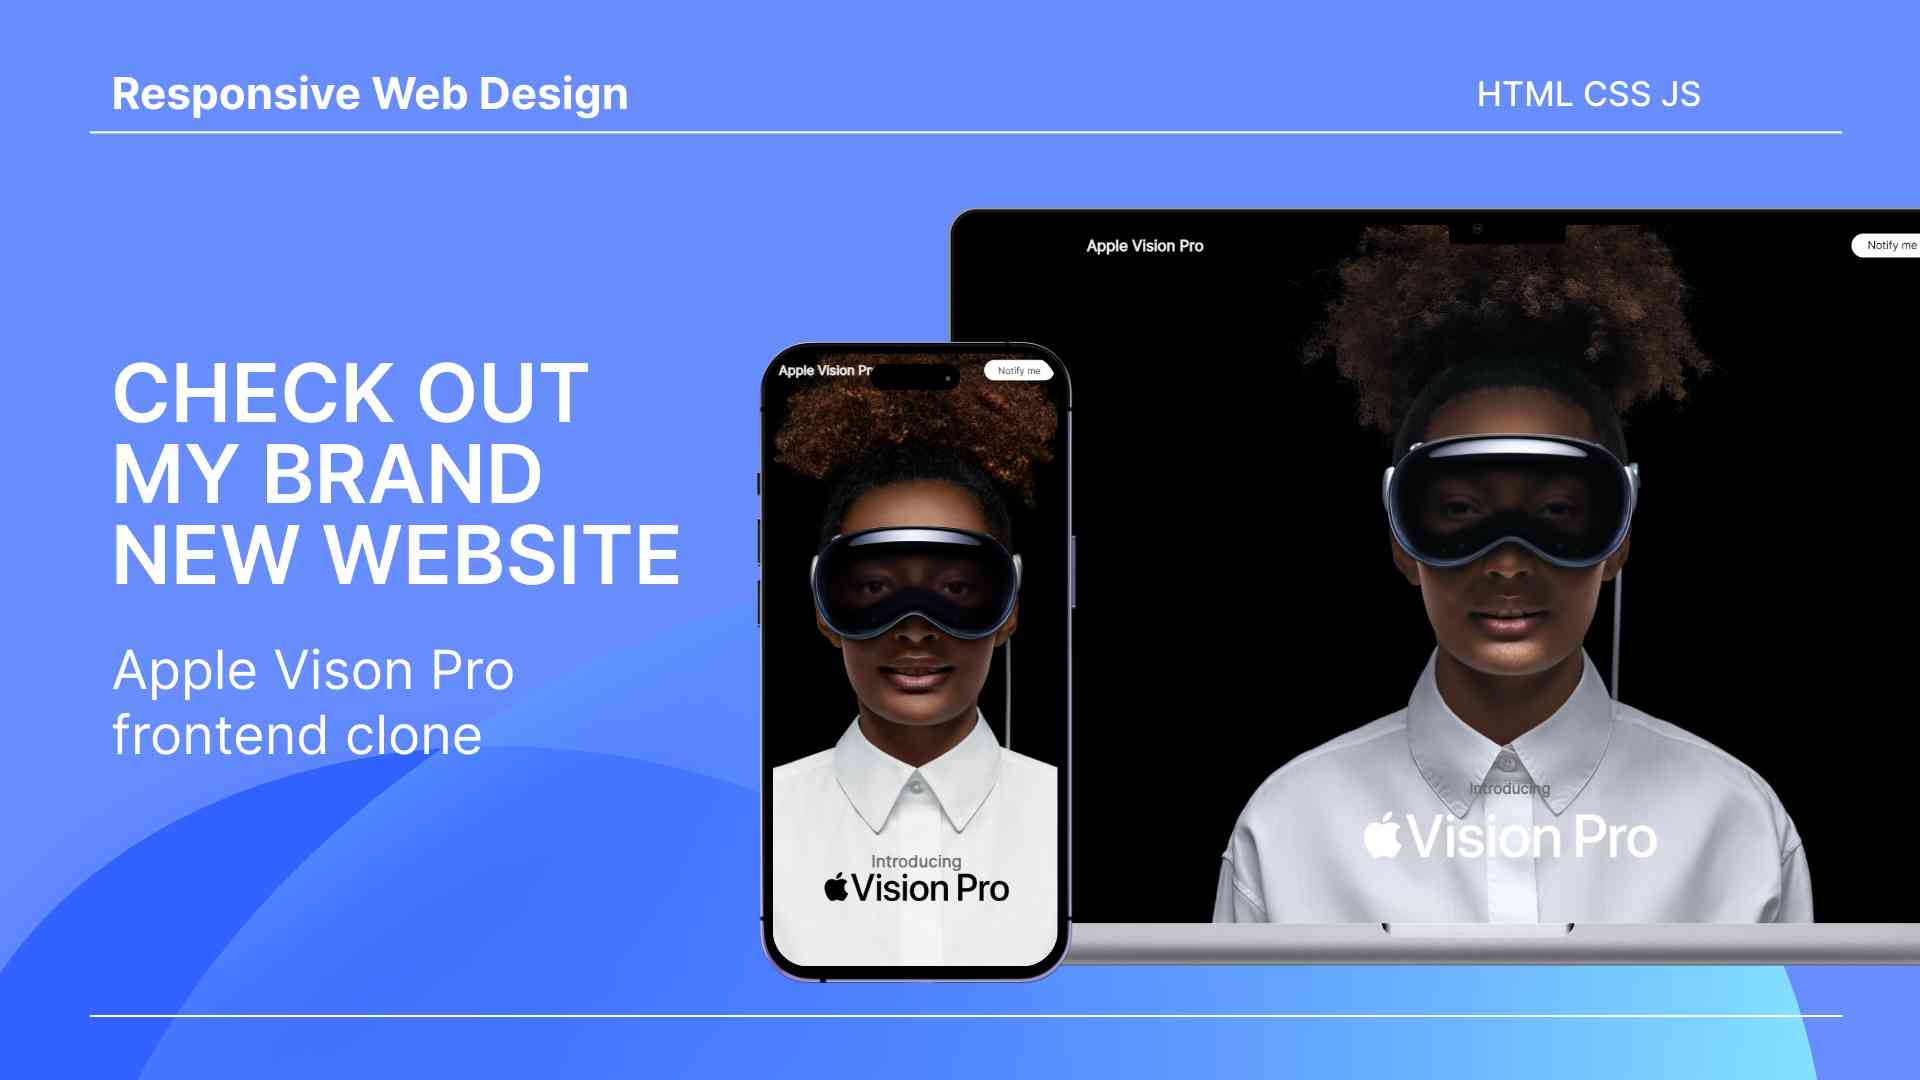 Responsive Web Design
HTML CSS JS
CHECK OUT
MY BRAND
NEW WEBSITE
Apple Vison Pro
frontend clone
Apple Vision Pr
Notify me
Introducing
Vision Pro
Apple Vision Pro
Notify me
Introducing
Vision Pro